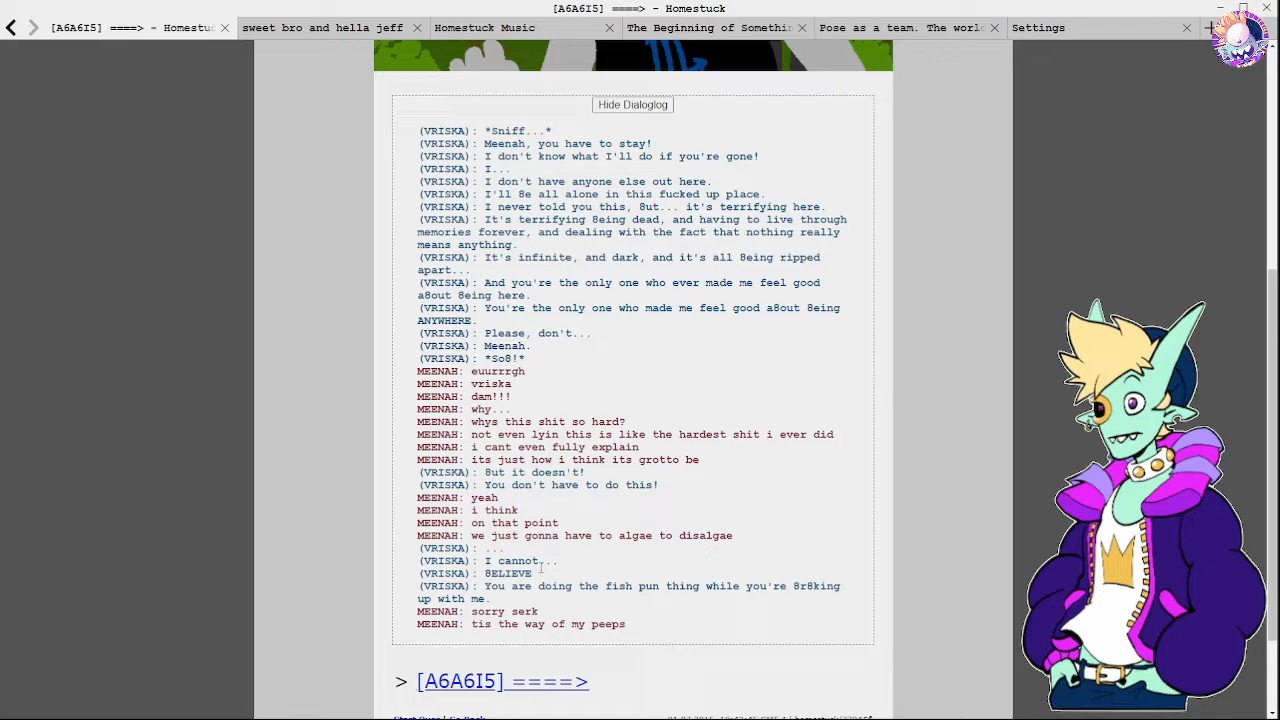 [A6A6I5] ====> - Homestuck
[A6A6I5] ====> - Homestuc
sweet bro and hella jeff
Homestuck Music
The Beginning of Somethin
Pose as a team. The world
Settings
Hide Dialoglog
(VRISKA): *Sniff...*
(VRISKA): Meenah, you have to stay!
(VRISKA): I don't know what I'll do if you're gone!
(VRISKA): I...
(VRISKA): I don't have anyone else out here.
(VRISKA): I'll 8e all alone in this fucked up place.
(VRISKA): I never told you this, 8ut... it's terrifying here.
(VRISKA): It's terrifying 8eing dead, and having to live through
memories forever, and dealing with the fact that nothing really
means anything.
(VRISKA): It's infinite, and dark, and it's all 8eing ripped
apart...
(VRISKA): And you're the only one who ever made me feel good
a8out 8eing here.
(VRISKA): You're the only one who made me feel good a8out 8eing
ANYWHERE.
(VRISKA): Please, don't...
(VRISKA): Meenah.
(VRISKA): *So8!*
MEENAH: euurrrgh
MEENAH: vriska
MEENAH: dam!!!
MEENAH: why...
MEENAH: whys this shit so hard?
MEENAH: not even lyin this is like the hardest shit i ever did
MEENAH: i cant even fully explain
MEENAH: its just how i think its grotto be
(VRISKA): 8ut it doesn't!
(VRISKA): You don't have to do this!
MEENAH: yeah
MEENAH: i think
MEENAH: on that point
MEENAH: we just gonna have to algae to disalgae
(VRISKA): ...
(VRISKA): I cannot...
(VRISKA): 8ELIEVE
(VRISKA): You are doing the fish pun thing while you're 8r8king
up with me.
MEENAH: sorry serk
MEENAH: tis the way of my peeps
> [A6A6I5] ====>
Start Over | Go Back